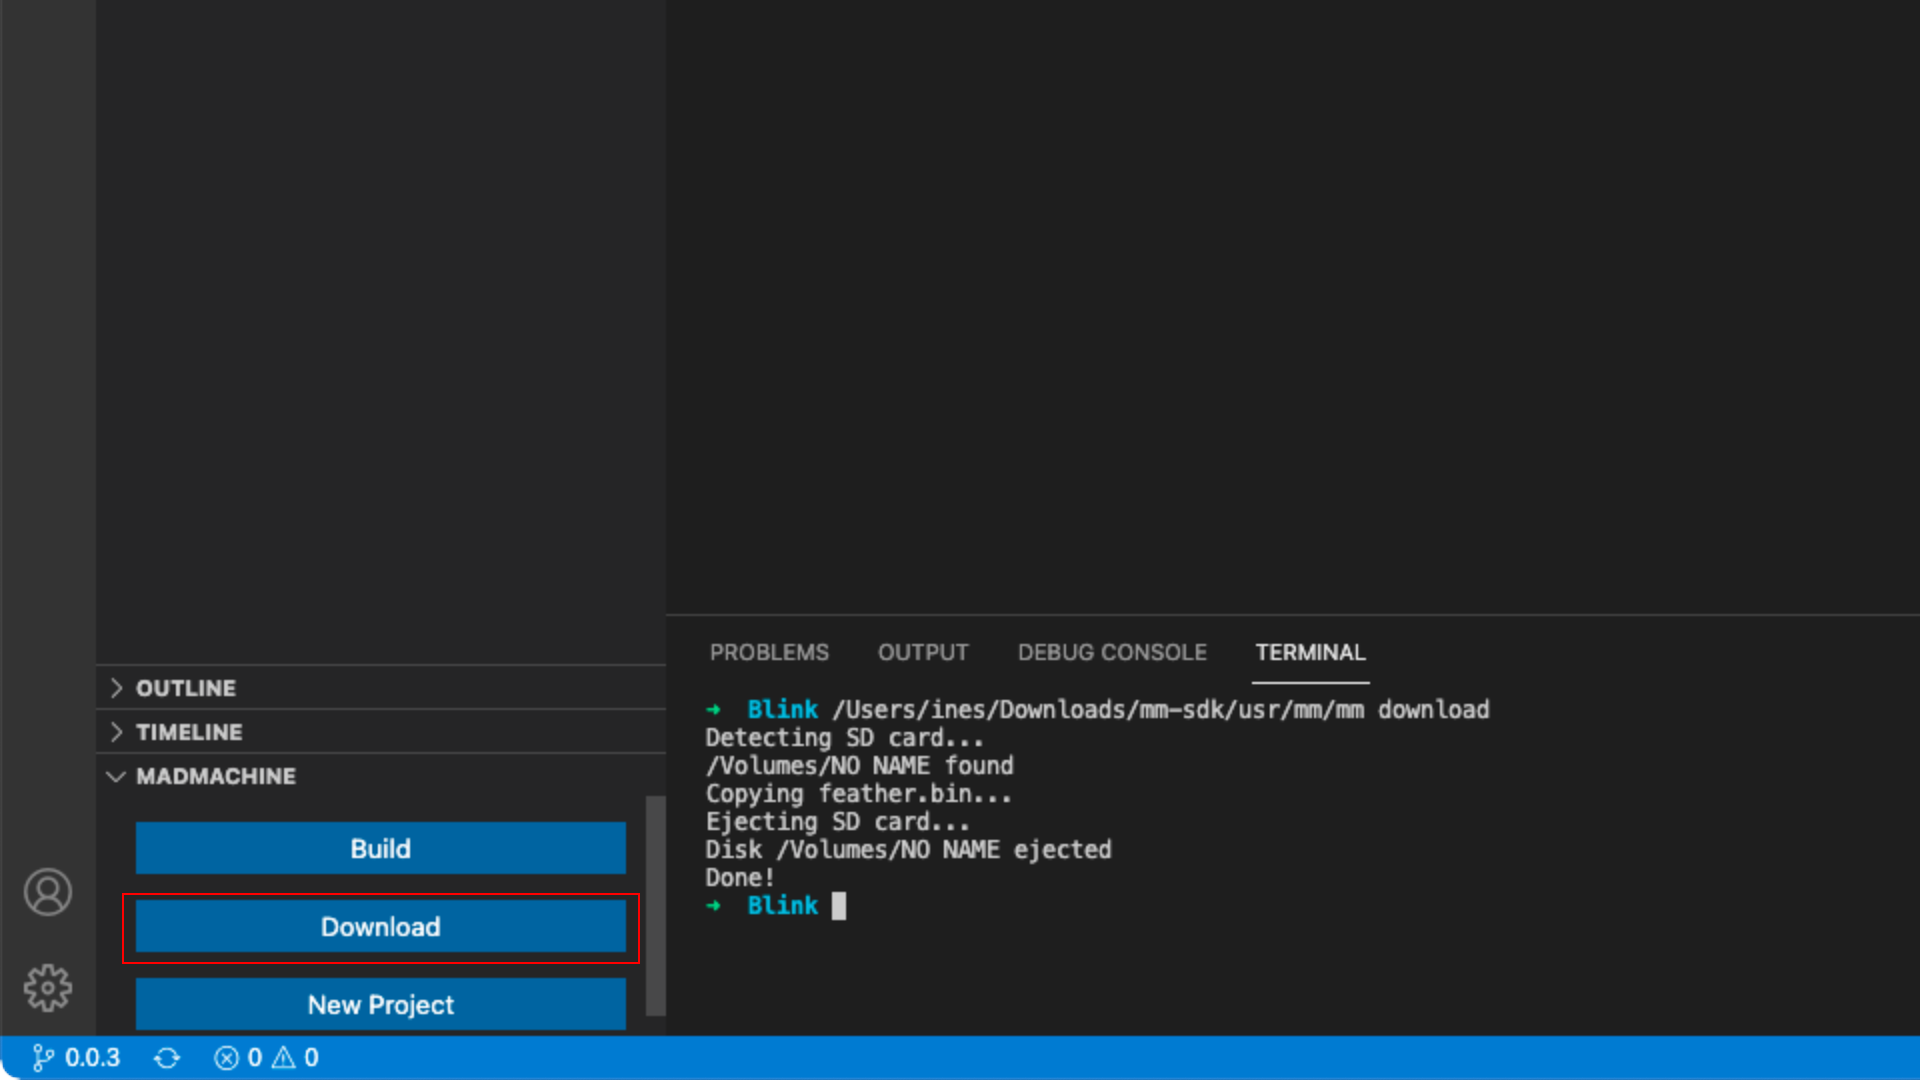 OUTLINE
TIMELINE
MADMACHINE
Build
Download
New Project
PROBLEMS OUTPUT DEBUG CONSOLE TERMINAL
➜ Blink /Users/ines/Downloads/mm-sdk/usr/mm/mm download
Detecting SD card...
/Volumes/NO NAME found
Copying feather.bin...
Ejecting SD card...
Disk /Volumes/NO NAME ejected
Done!
➜ Blink
0.0.3 0 0